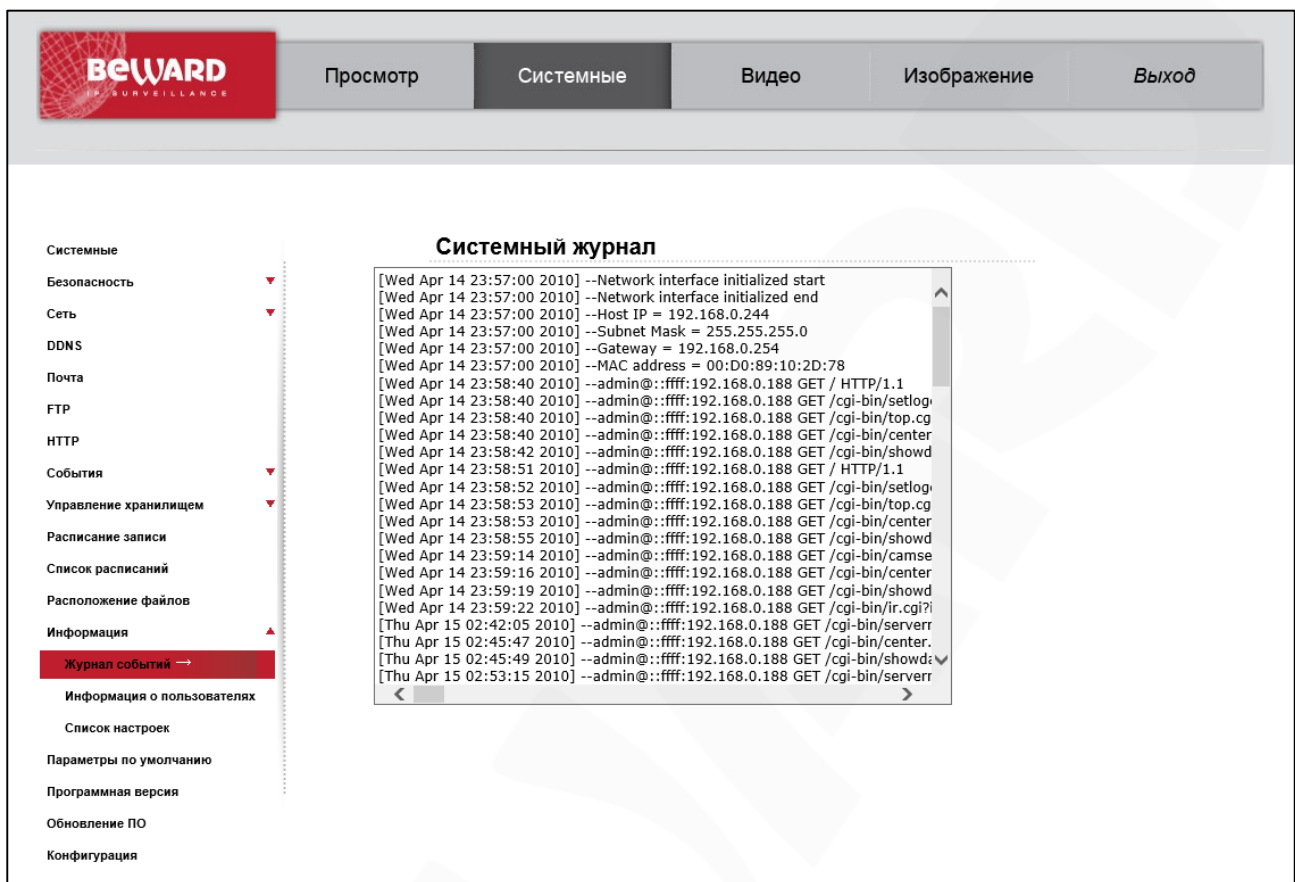 BEWARD
IP SURVEILLANCE
Просмотр
Системные
Видео
Изображение
Выход
Системные
Безопасность
Сеть
DDNS
Почта
FTP
HTTP
События
Управление хранилищем
Расписание записи
Список расписаний
Расположение файлов
Информация
Журнал событий →
Информация о пользователях
Список настроек
Параметры по умолчанию
Программная версия
Обновление ПО
Конфигурация
Системный журнал
[Wed Apr 14 23:57:00 2010] --Network interface initialized start
[Wed Apr 14 23:57:00 2010] --Network interface initialized end
[Wed Apr 14 23:57:00 2010] --Host IP = 192.168.0.244
[Wed Apr 14 23:57:00 2010] --Subnet Mask = 255.255.255.0
[Wed Apr 14 23:57:00 2010] --Gateway = 192.168.0.254
[Wed Apr 14 23:57:00 2010] --MAC address = 00:D0:89:10:2D:78
[Wed Apr 14 23:58:40 2010] --admin@::ffff:192.168.0.188 GET / HTTP/1.1
[Wed Apr 14 23:58:40 2010] --admin@::ffff:192.168.0.188 GET /cgi-bin/setlog
[Wed Apr 14 23:58:40 2010] --admin@::ffff:192.168.0.188 GET /cgi-bin/top.cg
[Wed Apr 14 23:58:40 2010] --admin@::ffff:192.168.0.188 GET /cgi-bin/center
[Wed Apr 14 23:58:42 2010] --admin@::ffff:192.168.0.188 GET /cgi-bin/showd
[Wed Apr 14 23:58:51 2010] --admin@::ffff:192.168.0.188 GET / HTTP/1.1
[Wed Apr 14 23:58:52 2010] --admin@::ffff:192.168.0.188 GET /cgi-bin/setlog
[Wed Apr 14 23:58:53 2010] --admin@::ffff:192.168.0.188 GET /cgi-bin/top.cg
[Wed Apr 14 23:58:53 2010] --admin@::ffff:192.168.0.188 GET /cgi-bin/center
[Wed Apr 14 23:58:55 2010] --admin@::ffff:192.168.0.188 GET /cgi-bin/showd
[Wed Apr 14 23:59:14 2010] --admin@::ffff:192.168.0.188 GET /cgi-bin/camse
[Wed Apr 14 23:59:16 2010] --admin@::ffff:192.168.0.188 GET /cgi-bin/center
[Wed Apr 14 23:59:19 2010] --admin@::ffff:192.168.0.188 GET /cgi-bin/showd
[Wed Apr 14 23:59:22 2010] --admin@::ffff:192.168.0.188 GET /cgi-bin/ir.cgi?i
[Thu Apr 15 02:42:05 2010] --admin@::ffff:192.168.0.188 GET /cgi-bin/serverr
[Thu Apr 15 02:45:47 2010] --admin@::ffff:192.168.0.188 GET /cgi-bin/center.
[Thu Apr 15 02:45:49 2010] --admin@::ffff:192.168.0.188 GET /cgi-bin/showda
[Thu Apr 15 02:53:15 2010] --admin@::ffff:192.168.0.188 GET /cgi-bin/serverr